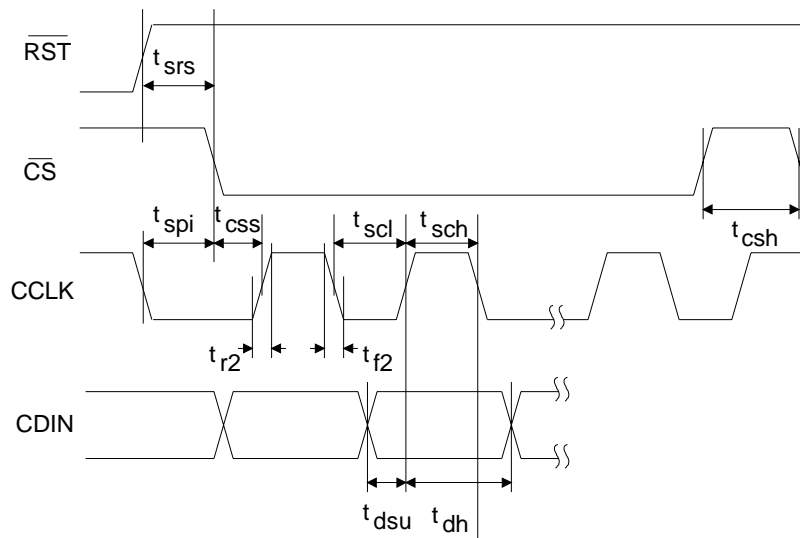 RST
t srs
CS
t spi t css t scl t sch t csh
CCLK
t r2 t f2
CDIN
t dsu t dh